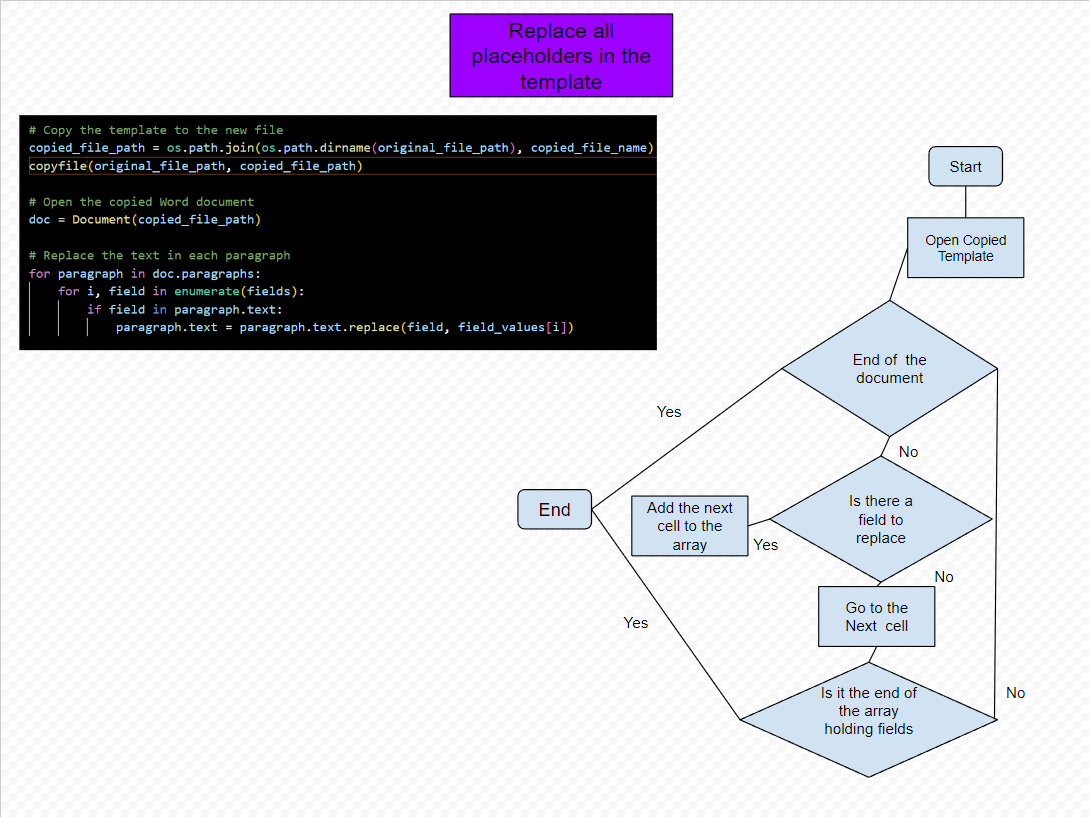 Replace all
placeholders in the
template
# Copy the template to the new file
copied_file_path = os.path.join(os.path.dirname(original_file_path), copied_file_name)
copyfile(original_file_path, copied_file_path)
# Open the copied Word document
doc = Document(copied_file_path)
# Replace the text in each paragraph
for paragraph in doc.paragraphs:
for i, field in enumerate(fields):
if field in paragraph.text:
paragraph.text = paragraph.text.replace(field, field_values[i])
Start
Open Copied
Template
End of the
document
Yes
No
Is there a
field to
replace
End
Add the next
cell to the
array
Yes
No
Go to the
Next cell
Yes
Is it the end of
the array
holding fields
No